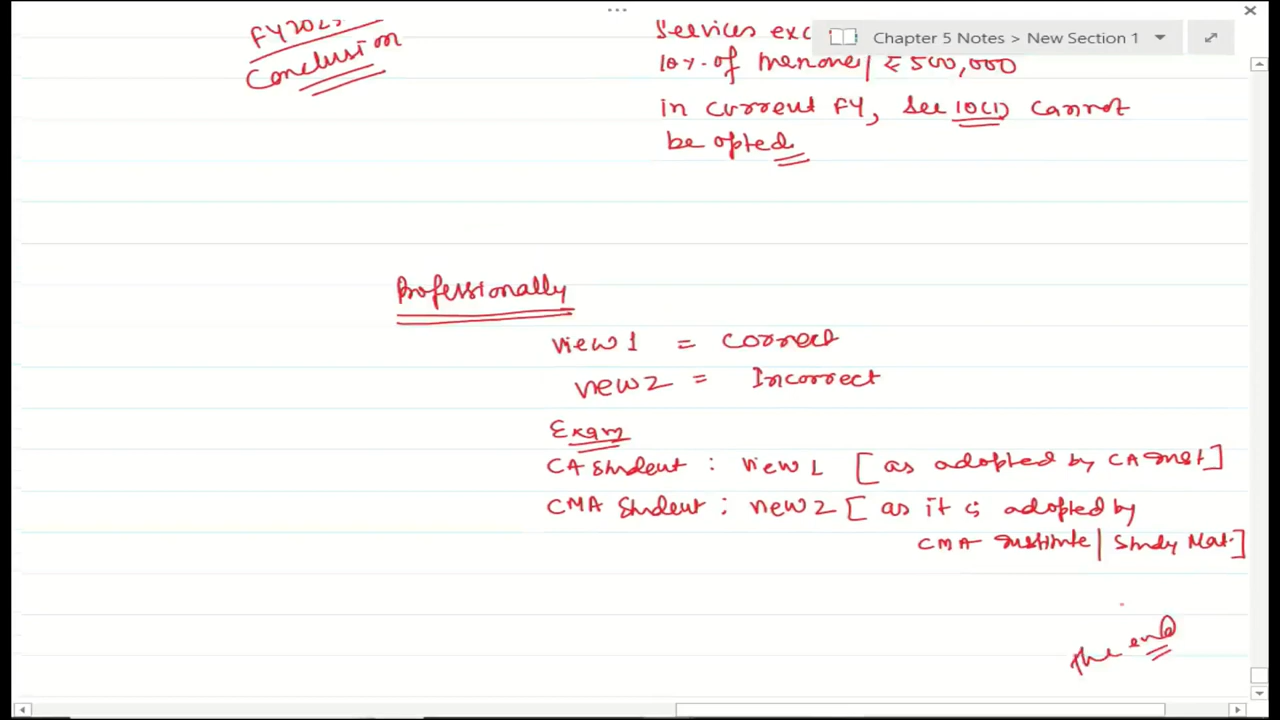 Chapter 5 Notes > New Section 1
Conclusion
Services exc
10%. of ₹ 500,000
in current FY, Sec 10(1) cannot
be opted
Professionally
view 1 = correct
view 2 = Incorrect
Exam
CA Student : view 1 [as adopted by CA Inst]
CMA Student : view 2 [as it is adopted by
CMA Institute | Study Mat.]
The end